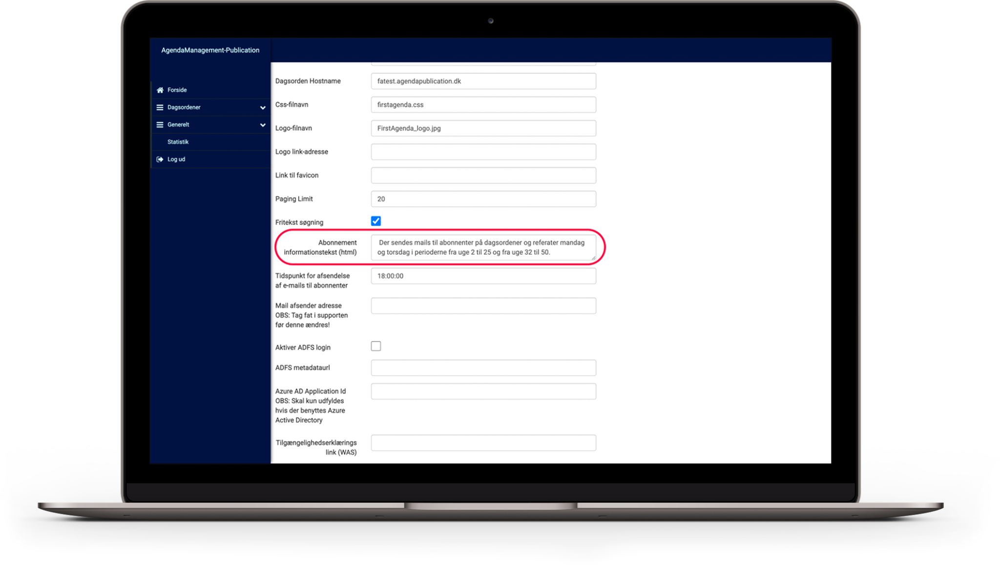 AgendaManagement-Publication
Forside
Dagsordener
Generelt
Statistik
Log ud
Dagsorden Hostname
fatest.agendapublication.dk
Css-filnavn
firstagenda.css
Logo-filnavn
FirstAgenda_logo.jpg
Logo link-adresse
Link til favicon
Paging Limit
20
Fritekst søgning
Abonnement
informationstekst (html)
Der sendes mails til abonnenter på dagsordener og referater mandag
og torsdag i perioderne fra uge 2 til 25 og fra uge 32 til 50.
Tidspunkt for afsendelse
af e-mails til abonnenter
18:00:00
Mail afsender adresse
OBS: Tag fat i supporten
før denne ændres!
Aktiver ADFS login
ADFS metadataurl
Azure AD Application Id
OBS: Skal kun udfyldes
hvis der benyttes Azure
Active Directory
Tilgængelighedserklærings
link (WAS)